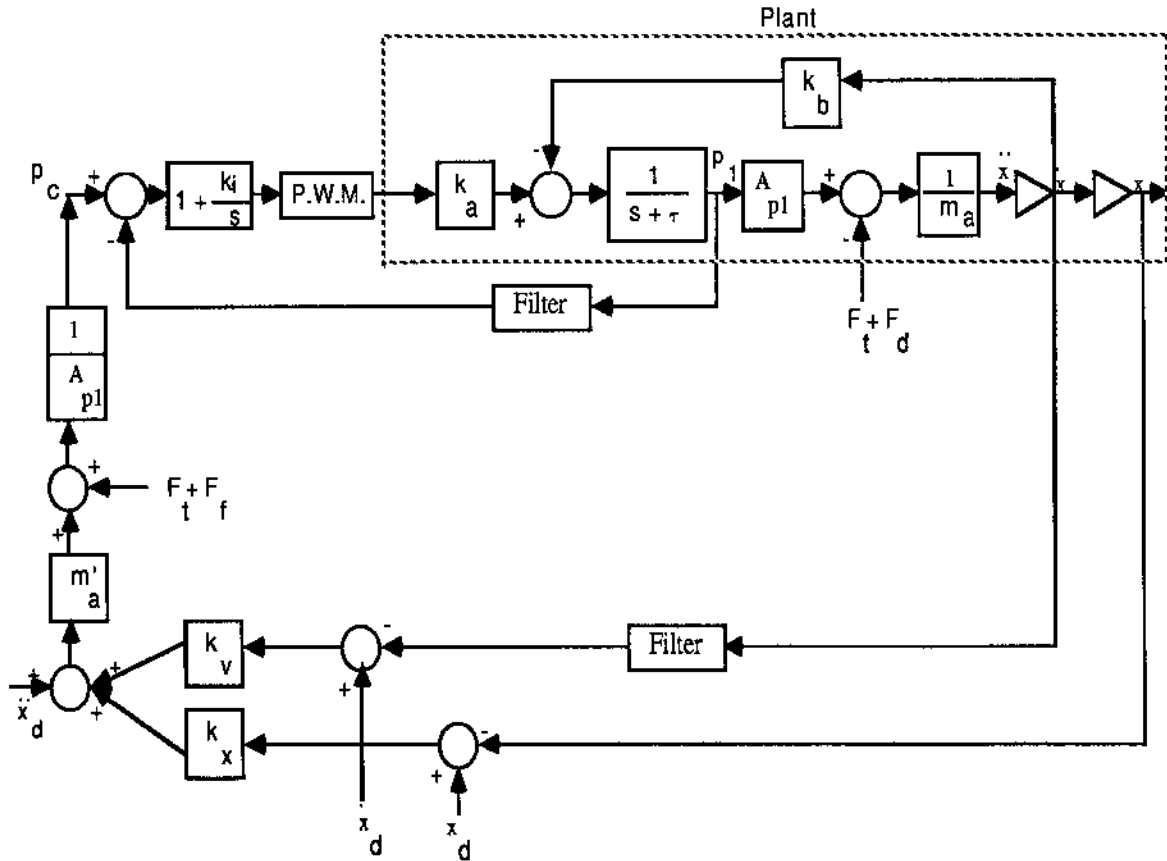 Plant
k b
p c
+
-
1 + ki / s
P.W.M.
k a
-
+
1 / s + τ
p 1
A p1
+
-
1 / m a
ẍ
ẋ
x
Filter
F t + F d
1 / A p1
+
F t + F f
+
m' a
+
ẍ d
+
+
k v
-
+
Filter
k x
-
+
ẋ d
x d